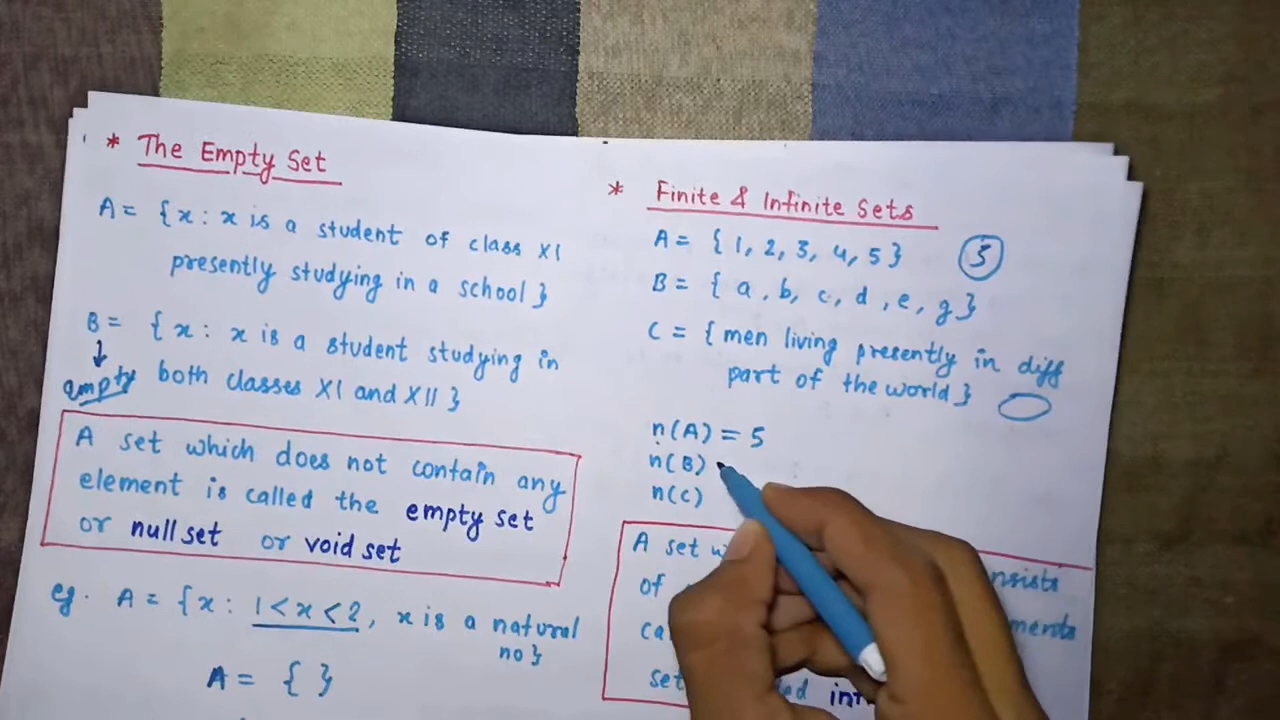 * The Empty Set
A = {x : x is a student of class XI
presently studying in a school}
B = {x : x is a student studying in
↓
empty
both classes XI and XII}
A set which does not contain any
element is called the empty set
or null set or void set
eg. A = {x : 1 < x < 2, x is a natural
no}
A = { }
* Finite & Infinite Sets
A = {1, 2, 3, 4, 5}
5
B = {a, b, c, d, e, g}
C = {men living presently in diff
part of the world}
n(A) = 5
n(B)
n(C)
A set
of
set